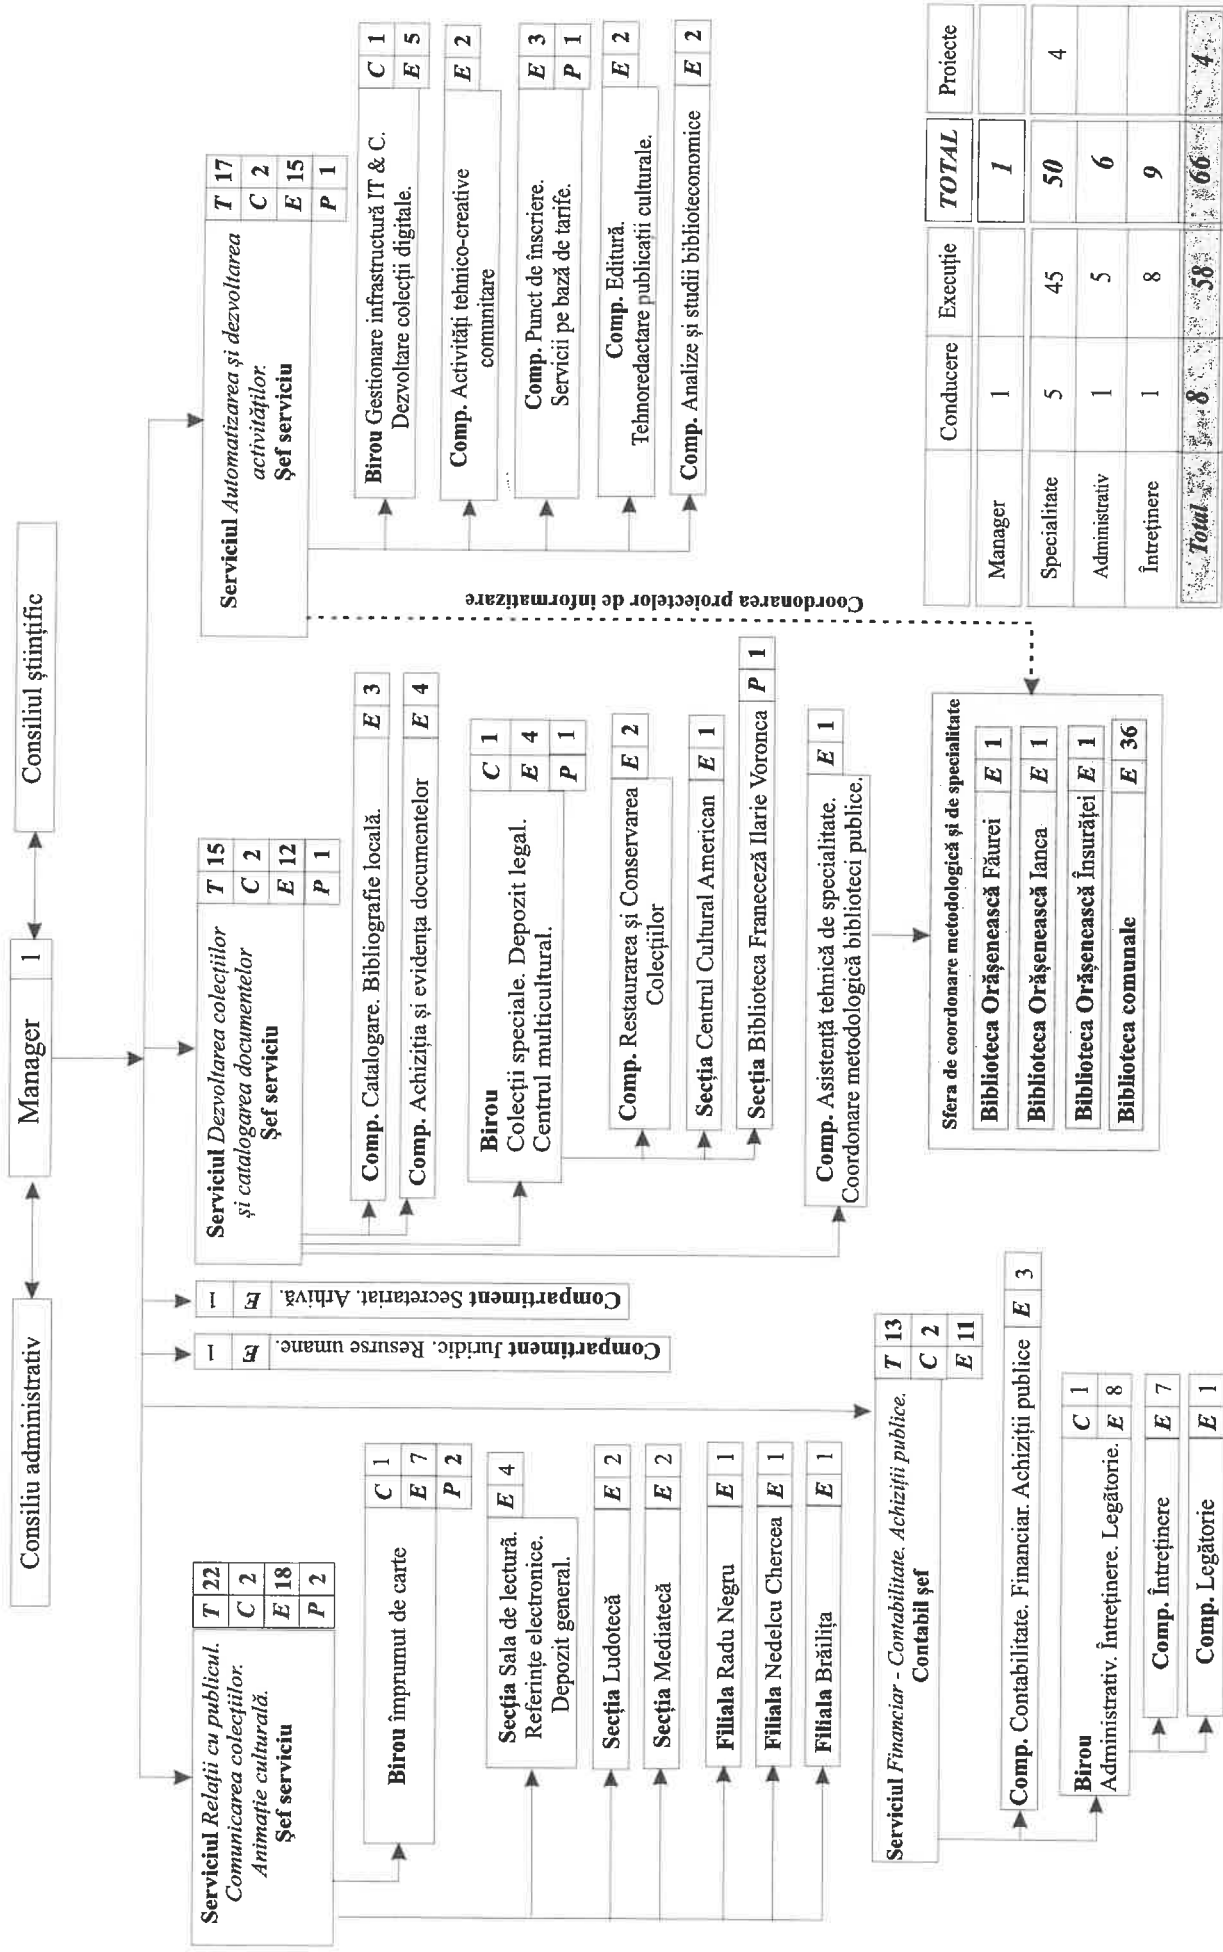 Consiliu administrativ
Manager 1
Consiliul științific
Serviciul Relații cu publicul.
Comunicarea colecțiilor.
Animație culturală.
Șef serviciu
T 22
C 2
E 18
P 2
Birou împrumut de carte
C 1
E 7
P 2
Secția Sala de lectură.
Referințe electronice.
Depozit general.
E 4
Secția Ludotecă E 2
Secția Mediatecă E 2
Filiala Radu Negru E 1
Filiala Nedelcu Chercea E 1
Filiala Brăilița E 1
Compartiment Juridic. Resurse umane. E 1
Compartiment Secretariat. Arhivă. E 1
Serviciul Financiar - Contabilitate. Achiziții publice.
Contabil șef
T 13
C 2
E 11
Comp. Contabilitate. Financiar. Achiziții publice E 3
Birou
Administrativ. Întreținere. Legătorie.
C 1
E 8
Comp. Întreținere E 7
Comp. Legătorie E 1
Serviciul Dezvoltarea colecțiilor
și catalogarea documentelor
Șef serviciu
T 15
C 2
E 12
P 1
Comp. Catalogare. Bibliografie locală. E 3
Comp. Achiziția și evidența documentelor E 4
Birou
Colecții speciale. Depozit legal.
Centrul multicultural.
C 1
E 4
P 1
Comp. Restaurarea și Conservarea
Colecțiilor
E 2
Secția Centrul Cultural American E 1
Secția Biblioteca Franeceză Ilarie Voronca P 1
Comp. Asistență tehnică de specialitate.
Coordonare metodologică biblioteci publice.
E 1
Sfera de coordonare metodologică și de specialitate
Biblioteca Orășenească Făurei E 1
Biblioteca Orășenească Ianca E 1
Biblioteca Orășenească Însurăței E 1
Biblioteca comunale E 36
Coordonarea proiectelor de informatizare
Serviciul Automatizarea și dezvoltarea
activităților.
Șef serviciu
T 17
C 2
E 15
P 1
Birou Gestionare infrastructură IT & C.
Dezvoltare colecții digitale.
C 1
E 5
Comp. Activități tehnico-creative
comunitare
E 2
Comp. Punct de înscriere.
Servicii pe bază de tarife.
E 3
P 1
Comp. Editură.
Tehnoredactare publicații culturale.
E 2
Comp. Analize și studii biblioteconomice E 2
Conducere Execuție TOTAL Proiecte
Manager 1 1
Specialitate 5 45 50 4
Administrativ 1 5 6
Întreținere 1 8 9
Total 8 58 66 4